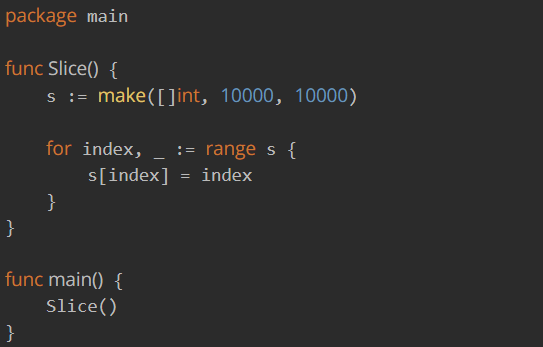 package main
func Slice() {
    s := make([]int, 10000, 10000)
    for index, _ := range s {
        s[index] = index
    }
}
func main() {
    Slice()
}